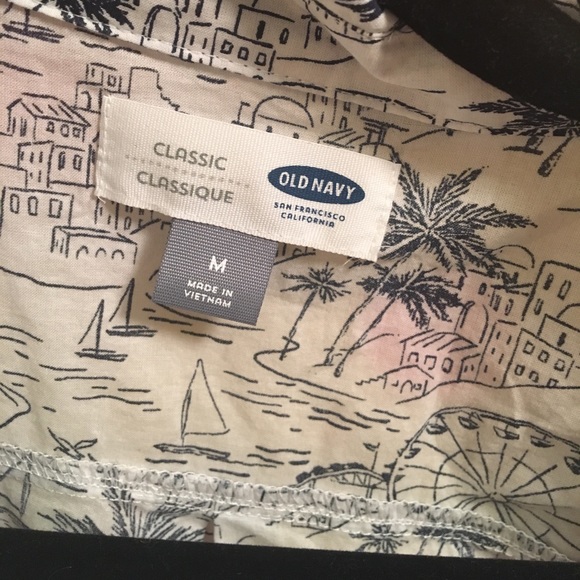 CLASSIC
CLASSIQUE
OLD NAVY
SAN FRANCISCO
CALIFORNIA
M
MADE IN
VIETNAM